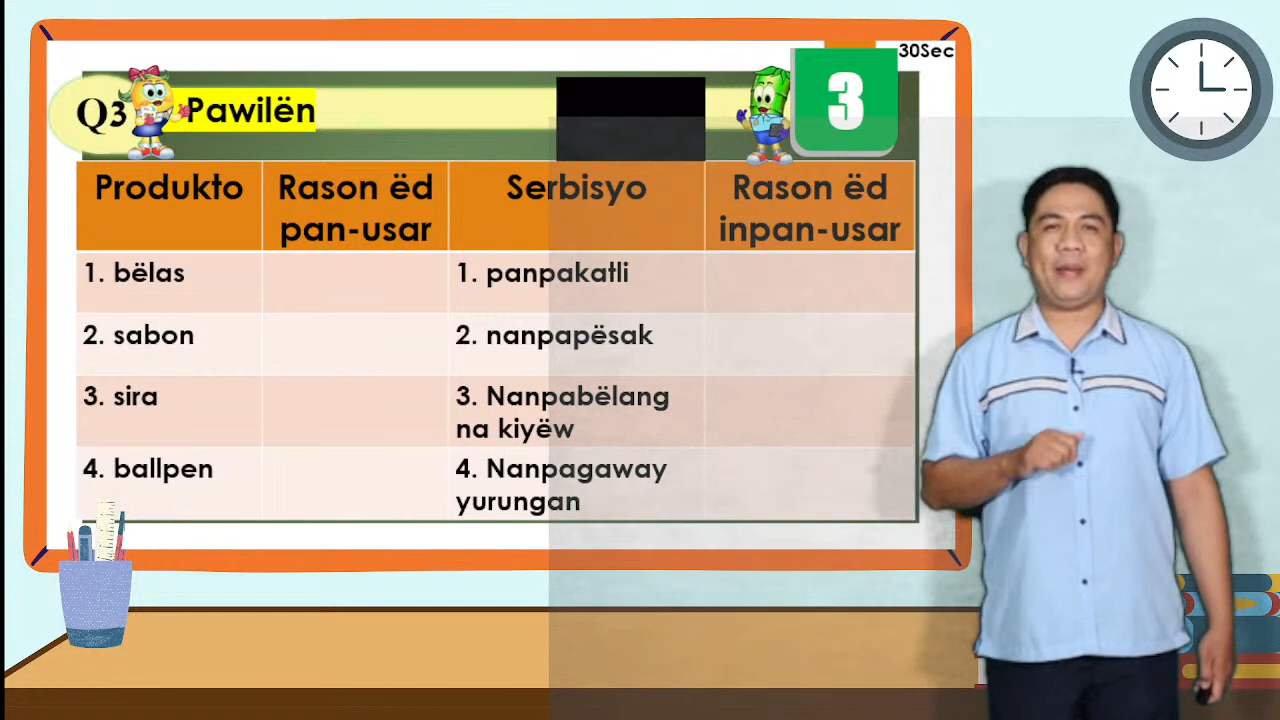 30Sec
Q3
Pawilën
3
Produkto
Rason ëd
pan-usar
Serbisyo
Rason ëd
inpan-usar
1. bëlas
1. panpakatli
2. sabon
2. nanpapësak
3. sira
3. Nanpabëlang
na kiyëw
4. ballpen
4. Nanpagaway
yurungan